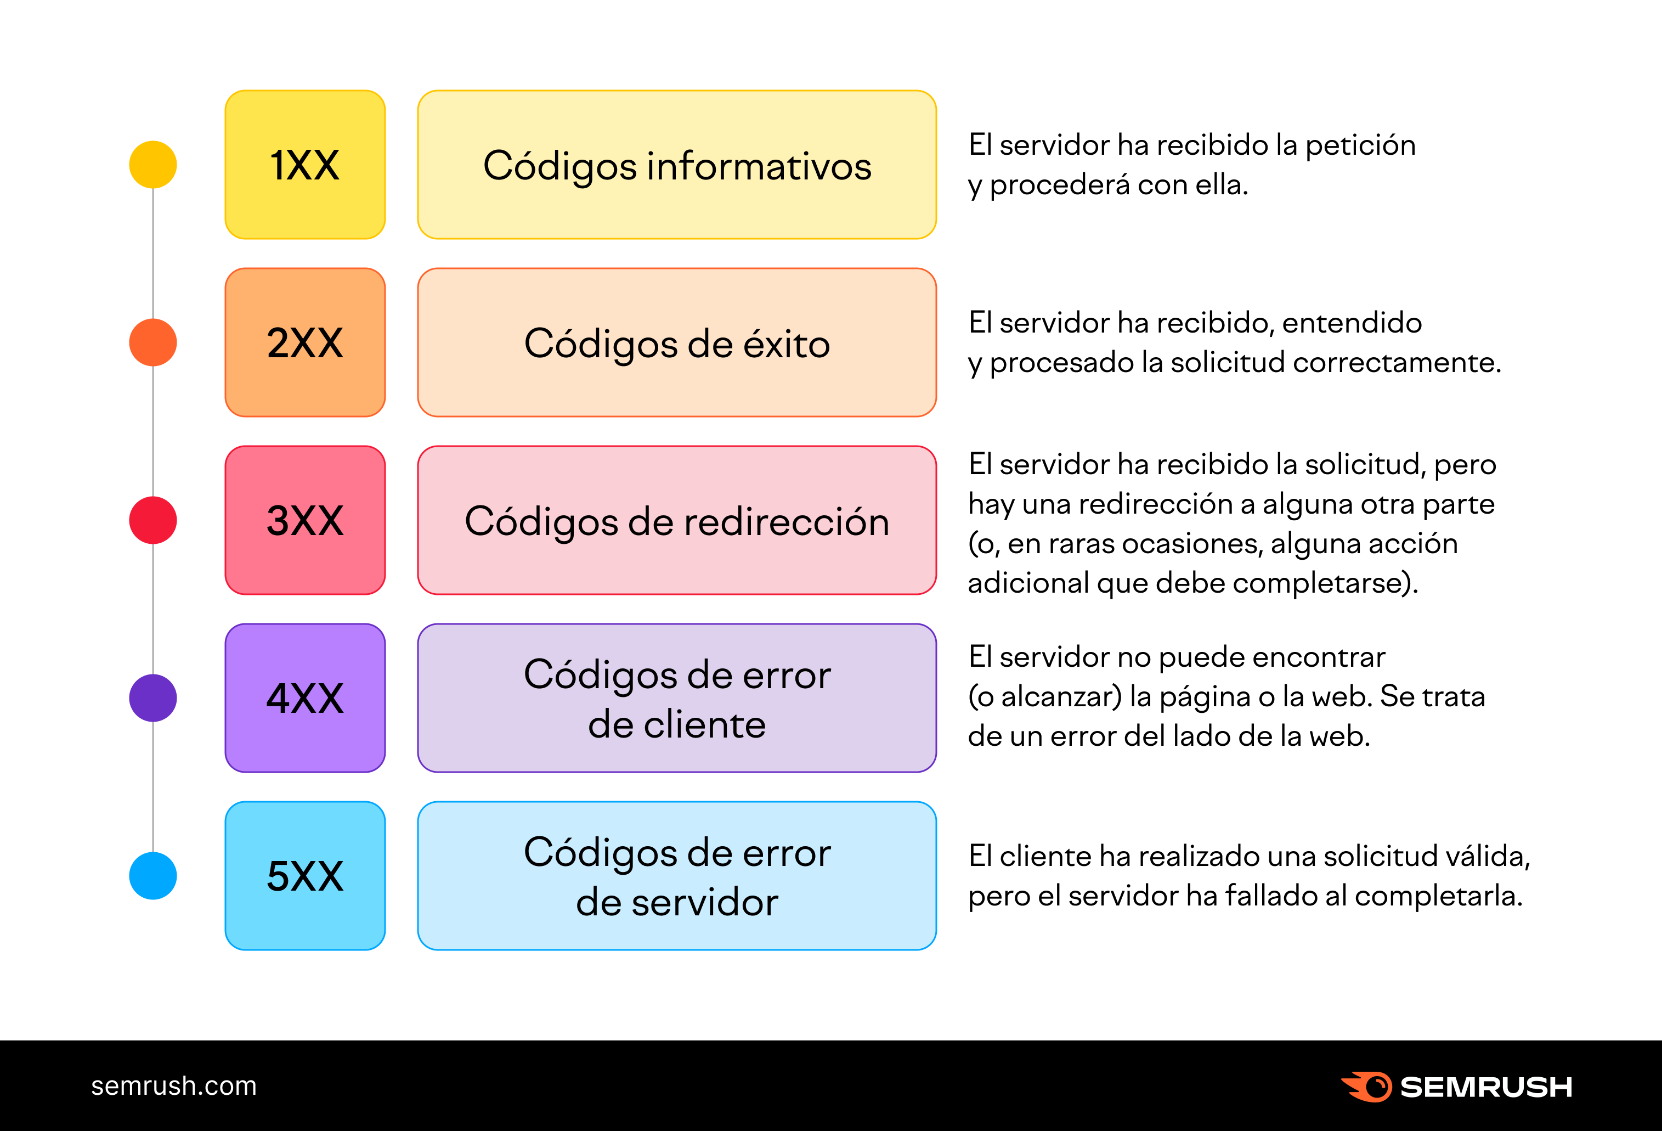 1XX
Códigos informativos
El servidor ha recibido la petición
y procederá con ella.
2XX
Códigos de éxito
El servidor ha recibido, entendido
y procesado la solicitud correctamente.
3XX
Códigos de redirección
El servidor ha recibido la solicitud, pero
hay una redirección a alguna otra parte
(o, en raras ocasiones, alguna acción
adicional que debe completarse).
4XX
Códigos de error
de cliente
El servidor no puede encontrar
(o alcanzar) la página o la web. Se trata
de un error del lado de la web.
5XX
Códigos de error
de servidor
El cliente ha realizado una solicitud válida,
pero el servidor ha fallado al completarla.
semrush.com
SEMRUSH